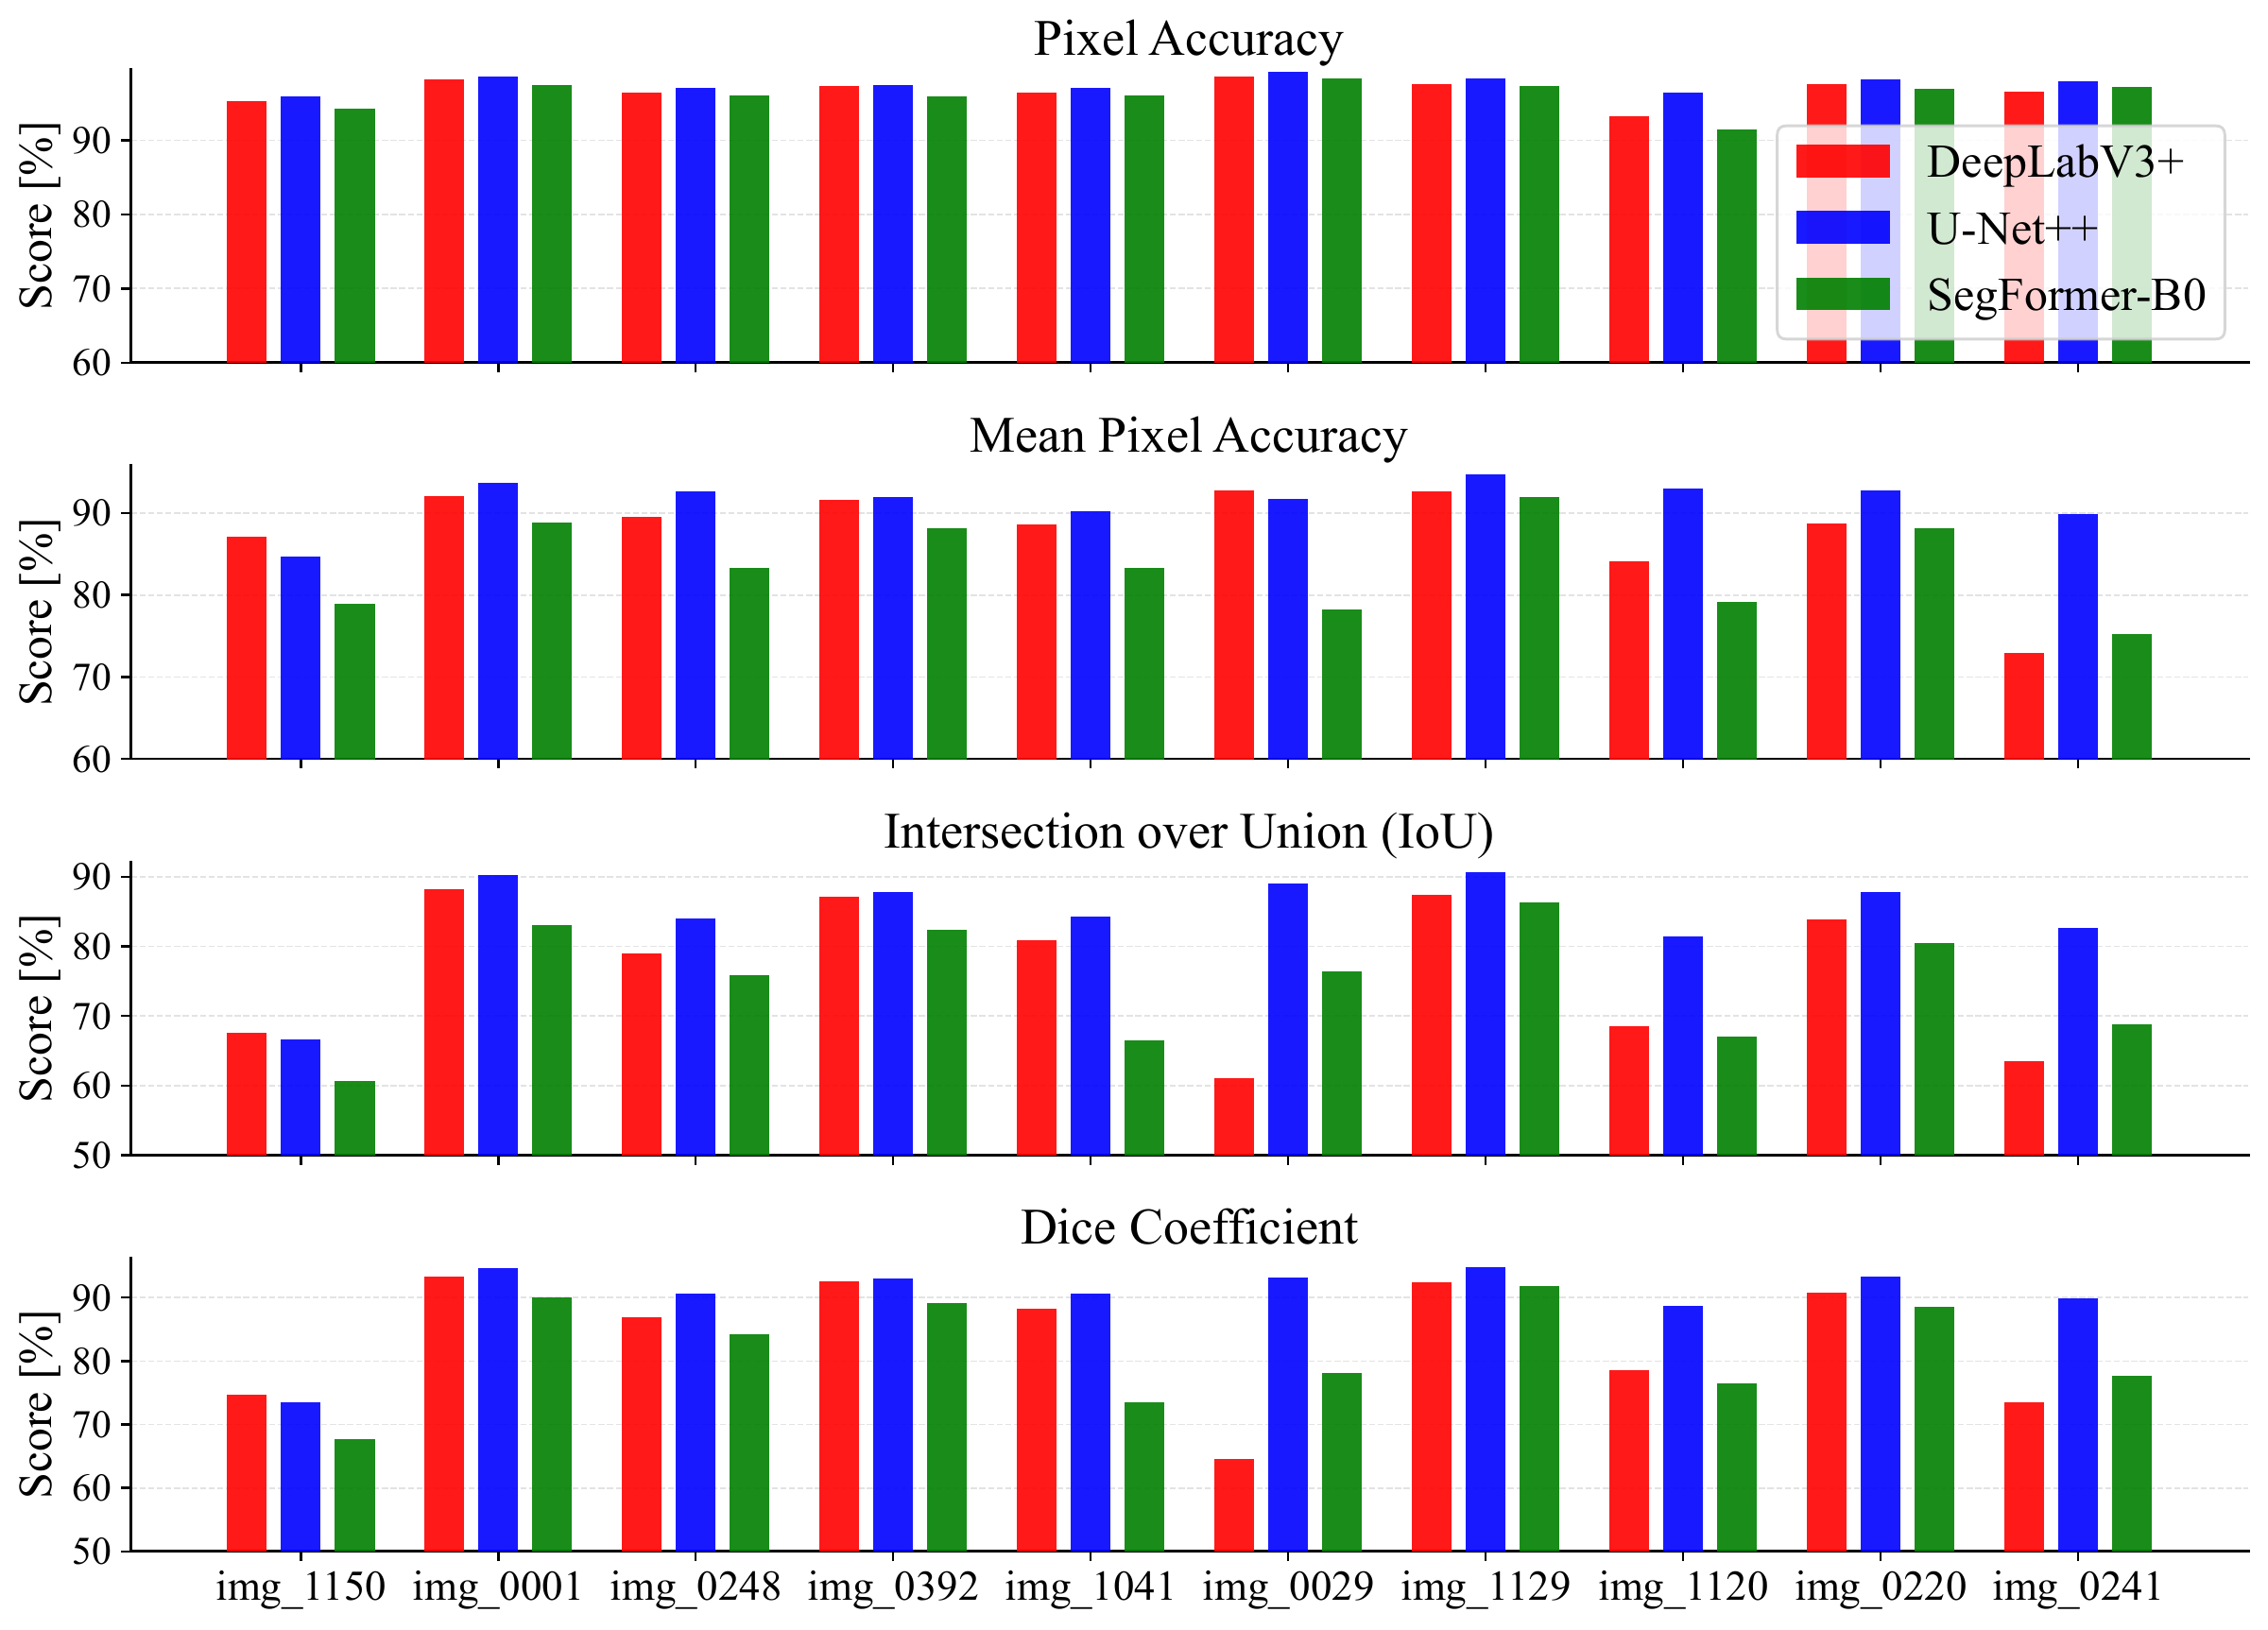 Pixel Accuracy
Score [%]
90
80
70
60
DeepLabV3+
U-Net++
SegFormer-B0
Mean Pixel Accuracy
Score [%]
90
80
70
60
Intersection over Union (IoU)
Score [%]
90
80
70
60
50
Dice Coefficient
Score [%]
90
80
70
60
50
img_1150 img_0001 img_0248 img_0392 img_1041 img_0029 img_1129 img_1120 img_0220 img_0241